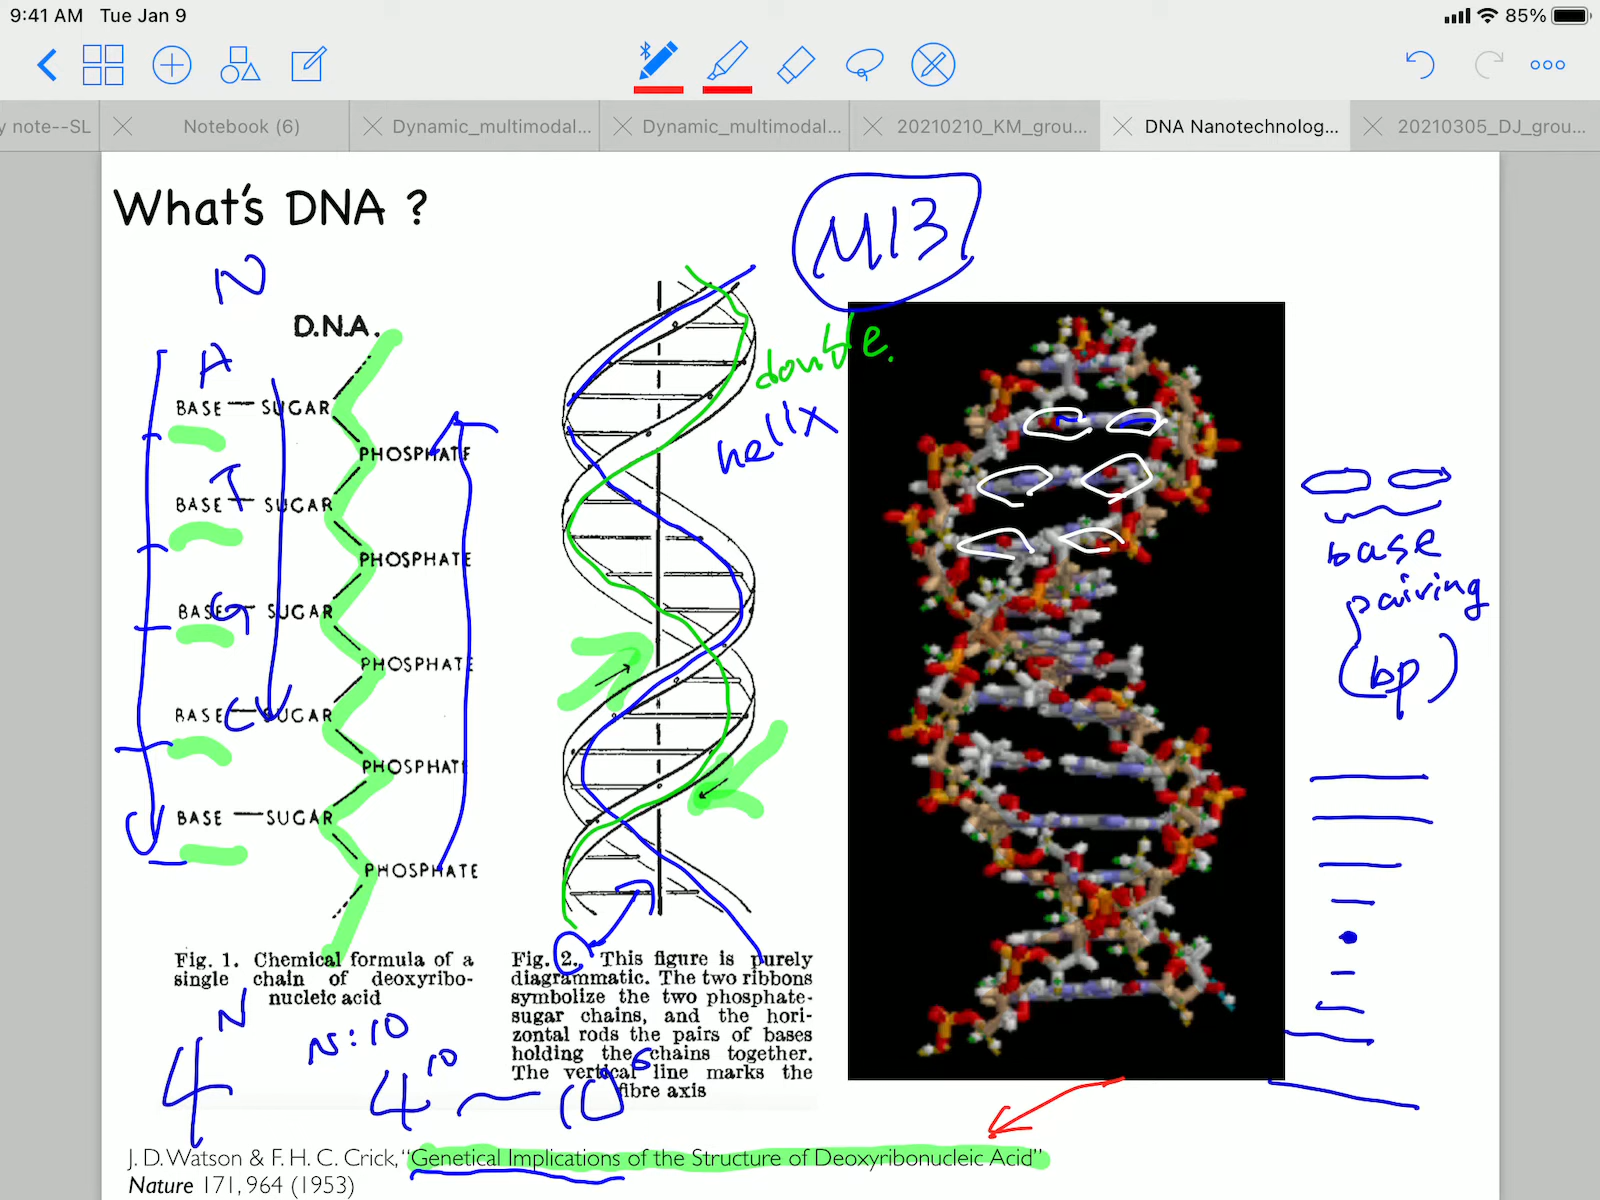 9:41 AM Tue Jan 9
85%
y note--SL
Notebook (6)
Dynamic_multimodal...
Dynamic_multimodal...
20210210_KM_grou...
DNA Nanotechnolog...
20210305_DJ_grou...
What's DNA ?
M13
N
D.N.A.
double
helix
A
BASE SUGAR
PHOSPHATE
T
BASE SUGAR
PHOSPHATE
G
BASE SUGAR
PHOSPHATE
C
BASE SUGAR
PHOSPHATE
BASE SUGAR
PHOSPHATE
base
pairing
(bp)
Fig. 1. Chemical formula of a
single chain of deoxyribo-
nucleic acid
Fig. 2. This figure is purely
diagrammatic. The two ribbons
symbolize the two phosphate-
sugar chains, and the hori-
zontal rods the pairs of bases
holding the chains together.
The vertical line marks the
fibre axis
4^N
N:10
4^10 ~ 10^6
J. D. Watson & F. H. C. Crick, "Genetical Implications of the Structure of Deoxyribonucleic Acid"
Nature 171, 964 (1953)